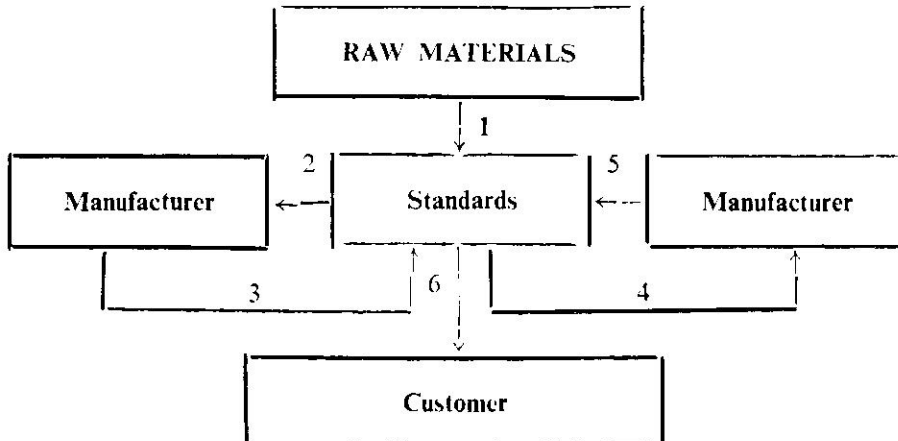 RAW MATERIALS
1
2
5
Manufacturer
Standards
Manufacturer
3
6
4
Customer